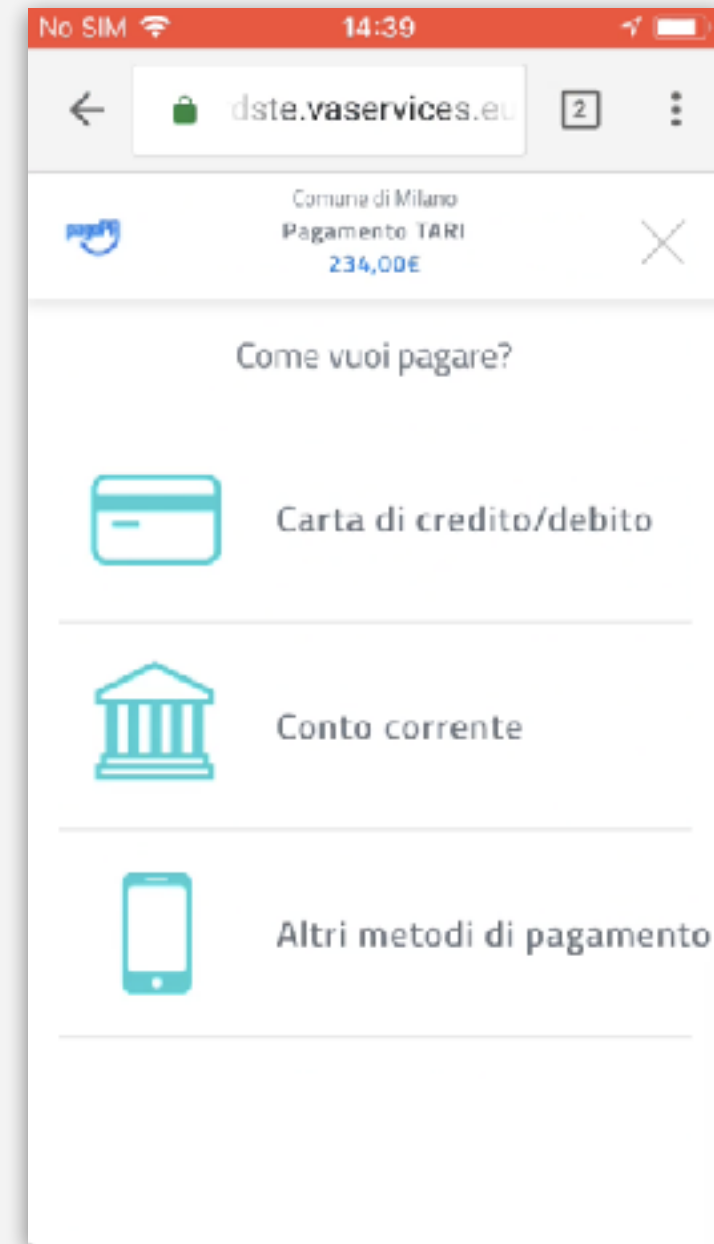 No SIM 14:39
dste.vaservices.eu 2
Comune di Milano
pagoPA
Pagamento TARI
234,00€
Come vuoi pagare?
Carta di credito/debito
Conto corrente
Altri metodi di pagamento